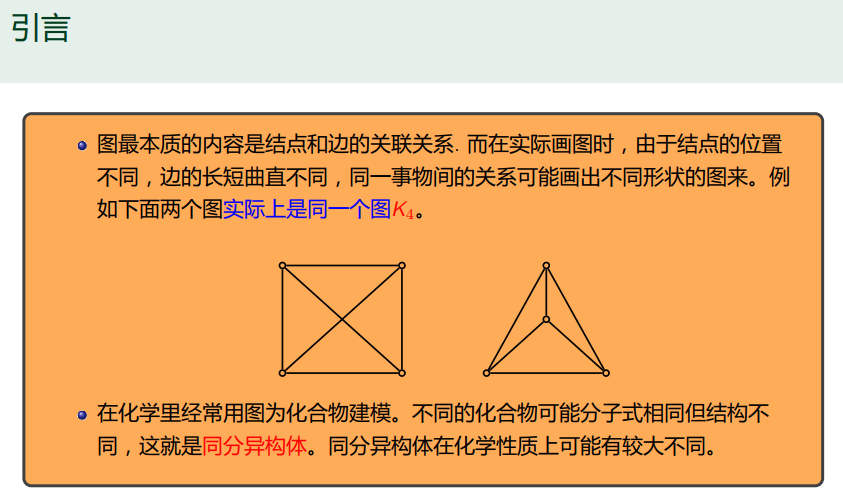 引言
图最本质的内容是结点和边的关联关系. 而在实际画图时，由于结点的位置
不同，边的长短曲直不同，同一事物间的关系可能画出不同形状的图来。例
如下面两个图实际上是同一个图K₄。
在化学里经常用图为化合物建模。不同的化合物可能分子式相同但结构不
同，这就是同分异构体。同分异构体在化学性质上可能有较大不同。